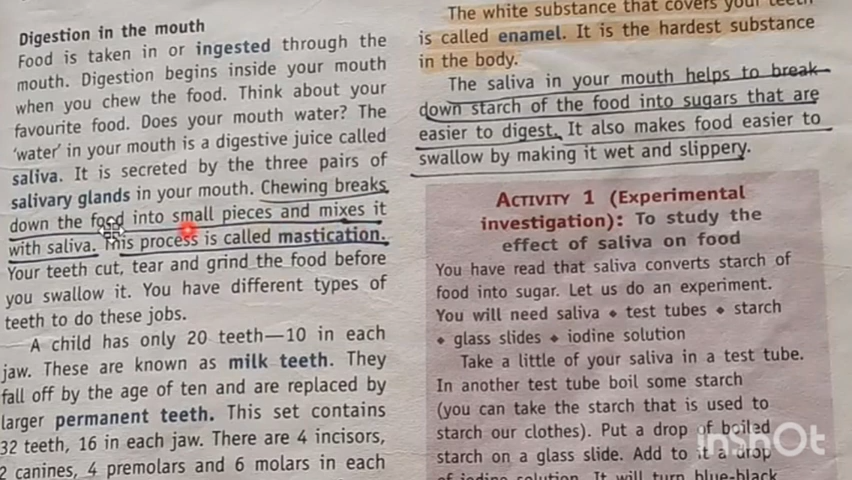 Digestion in the mouth
Food is taken in or ingested through the
mouth. Digestion begins inside your mouth
when you chew the food. Think about your
favourite food. Does your mouth water? The
'water' in your mouth is a digestive juice called
saliva. It is secreted by the three pairs of
salivary glands in your mouth. Chewing breaks
down the food into small pieces and mixes it
with saliva. This process is called mastication.
Your teeth cut, tear and grind the food before
you swallow it. You have different types of
teeth to do these jobs.
A child has only 20 teeth—10 in each
jaw. These are known as milk teeth. They
fall off by the age of ten and are replaced by
larger permanent teeth. This set contains
32 teeth, 16 in each jaw. There are 4 incisors,
2 canines, 4 premolars and 6 molars in each
The white substance that covers your teeth
is called enamel. It is the hardest substance
in the body.
The saliva in your mouth helps to break
down starch of the food into sugars that are
easier to digest. It also makes food easier to
swallow by making it wet and slippery.
ACTIVITY 1 (Experimental
investigation): To study the
effect of saliva on food
You have read that saliva converts starch of
food into sugar. Let us do an experiment.
You will need saliva ◆ test tubes ◆ starch
◆ glass slides ◆ iodine solution
Take a little of your saliva in a test tube.
In another test tube boil some starch
(you can take the starch that is used to
starch our clothes). Put a drop of boiled
starch on a glass slide. Add to it a drop
of iodine solution. It will turn blue-black
InShOt